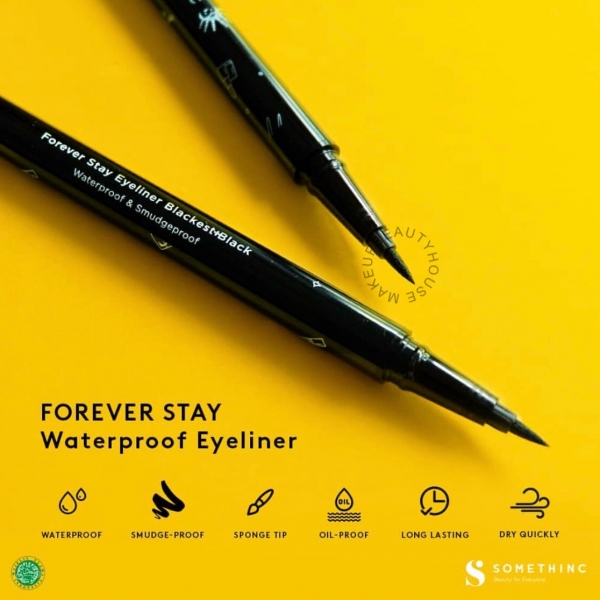 Forever Stay Eyeliner Blackest Black
Waterproof & Smudgeproof
MAKEUP BEAUTYHOUSE
FOREVER STAY
Waterproof Eyeliner
WATERPROOF
SMUDGE-PROOF
SPONGE TIP
OIL
OIL-PROOF
LONG LASTING
DRY QUICKLY
SOMETHINC
Beauty for Everyone